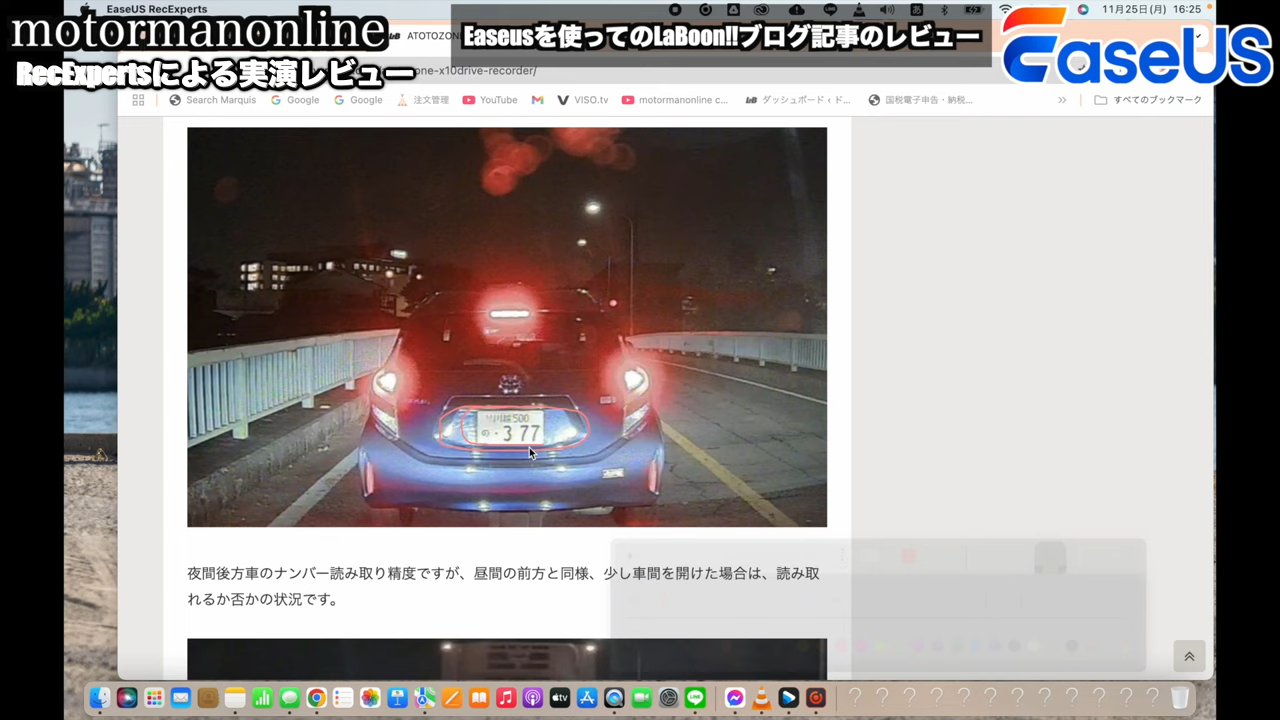 EaseUS RecExperts
11月25日(月) 16:25
motormanonline
RecExpertsによる実演レビュー
Easeusを使ってのLaBoon!!ブログ記事のレビュー
EaseUS
ATOTOZON
one-x10drive-recorder/
Search Marquis
Google
Google
注文管理
YouTube
VISO.tv
motormanonline c...
ダッシュボード ‹ ド...
国税電子申告・納税...
すべてのブックマーク
500
・377
夜間後方車のナンバー読み取り精度ですが、昼間の前方と同様、少し車間を開けた場合は、読み取
れるか否かの状況です。